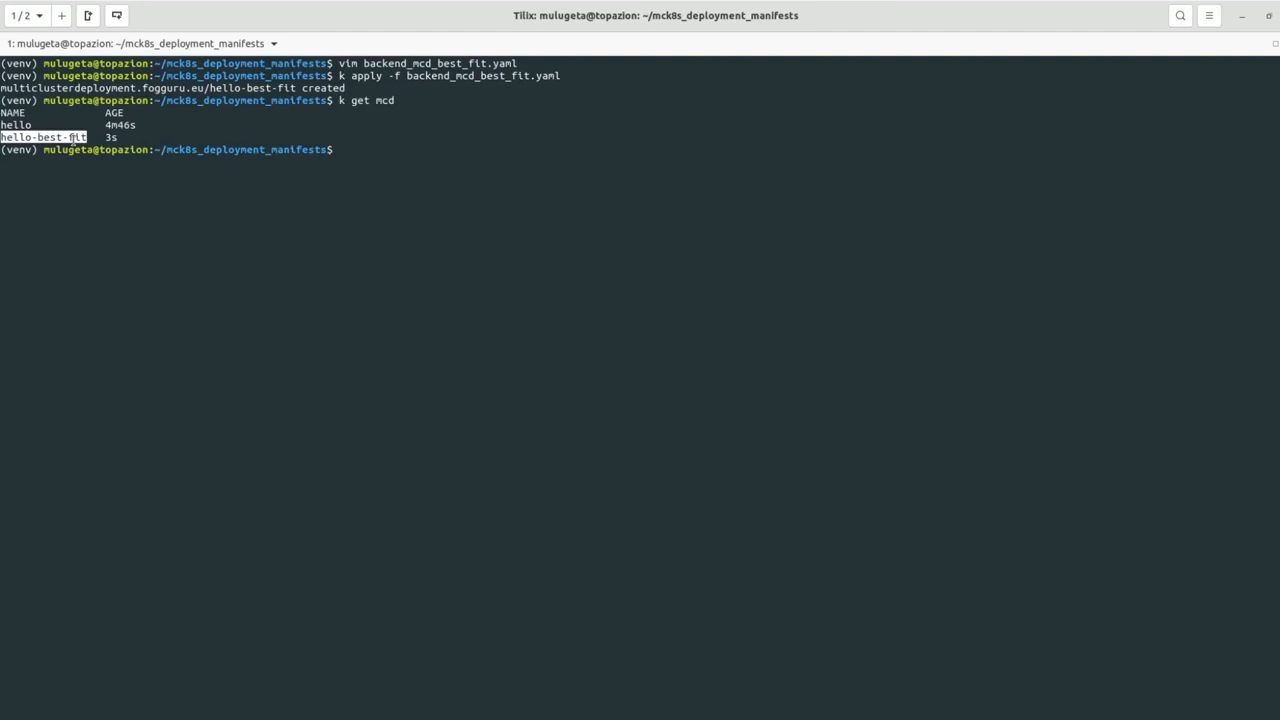 1 / 2
Tilix: mulugeta@topazion: ~/mck8s_deployment_manifests
1: mulugeta@topazion: ~/mck8s_deployment_manifests
(venv) mulugeta@topazion:~/mck8s_deployment_manifests$ vim backend_mcd_best_fit.yaml
(venv) mulugeta@topazion:~/mck8s_deployment_manifests$ k apply -f backend_mcd_best_fit.yaml
multiclusterdeployment.fogguru.eu/hello-best-fit created
(venv) mulugeta@topazion:~/mck8s_deployment_manifests$ k get mcd
NAME AGE
hello 4m46s
hello-best-fit 3s
(venv) mulugeta@topazion:~/mck8s_deployment_manifests$